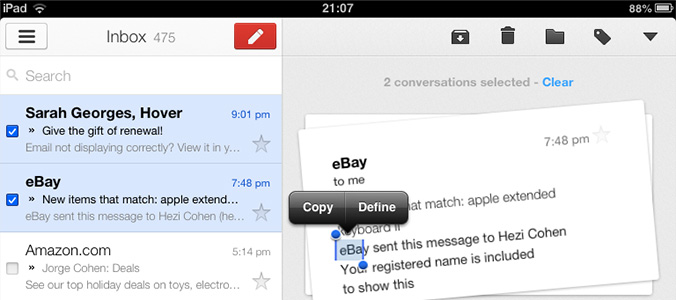 iPad
21:07
88%
Inbox 475
Search
2 conversations selected - Clear
Sarah Georges, Hover 9:01 pm
» Give the gift of renewal!
Email not displaying correctly? View it in y...
eBay 7:48 pm
» New items that match: apple extend...
eBay sent this message to Hezi Cohen (he...
Amazon.com 5:14 pm
» Jorge Cohen: Deals
See our top holiday deals on toys, electro...
7:48 pm
eBay
to me
Copy Define
that match: apple extended
Keyboard II
eBay sent this message to Hezi Cohen
Your registered name is included
to show this